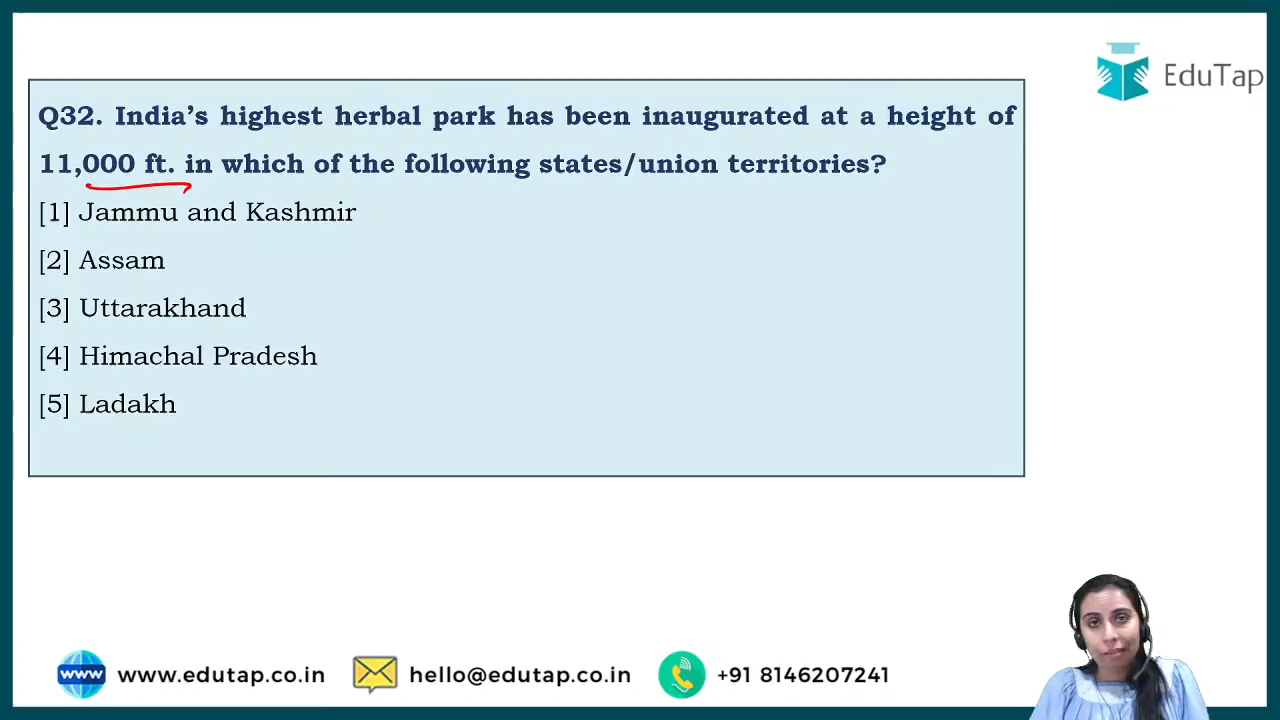 EduTap
Q32. India's highest herbal park has been inaugurated at a height of
11,000 ft. in which of the following states/union territories?
[1] Jammu and Kashmir
[2] Assam
[3] Uttarakhand
[4] Himachal Pradesh
[5] Ladakh
www www.edutap.co.in hello@edutap.co.in +91 8146207241